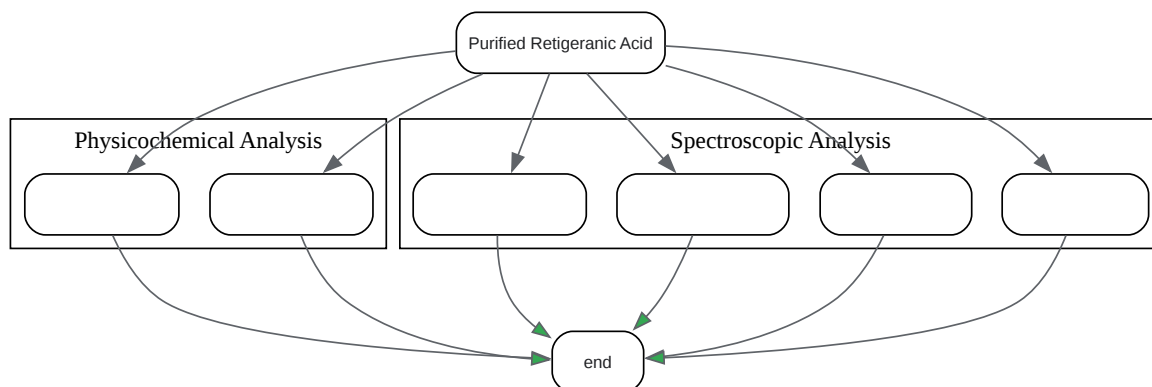 Purified Retigeranic Acid
Physicochemical Analysis
Spectroscopic Analysis
end